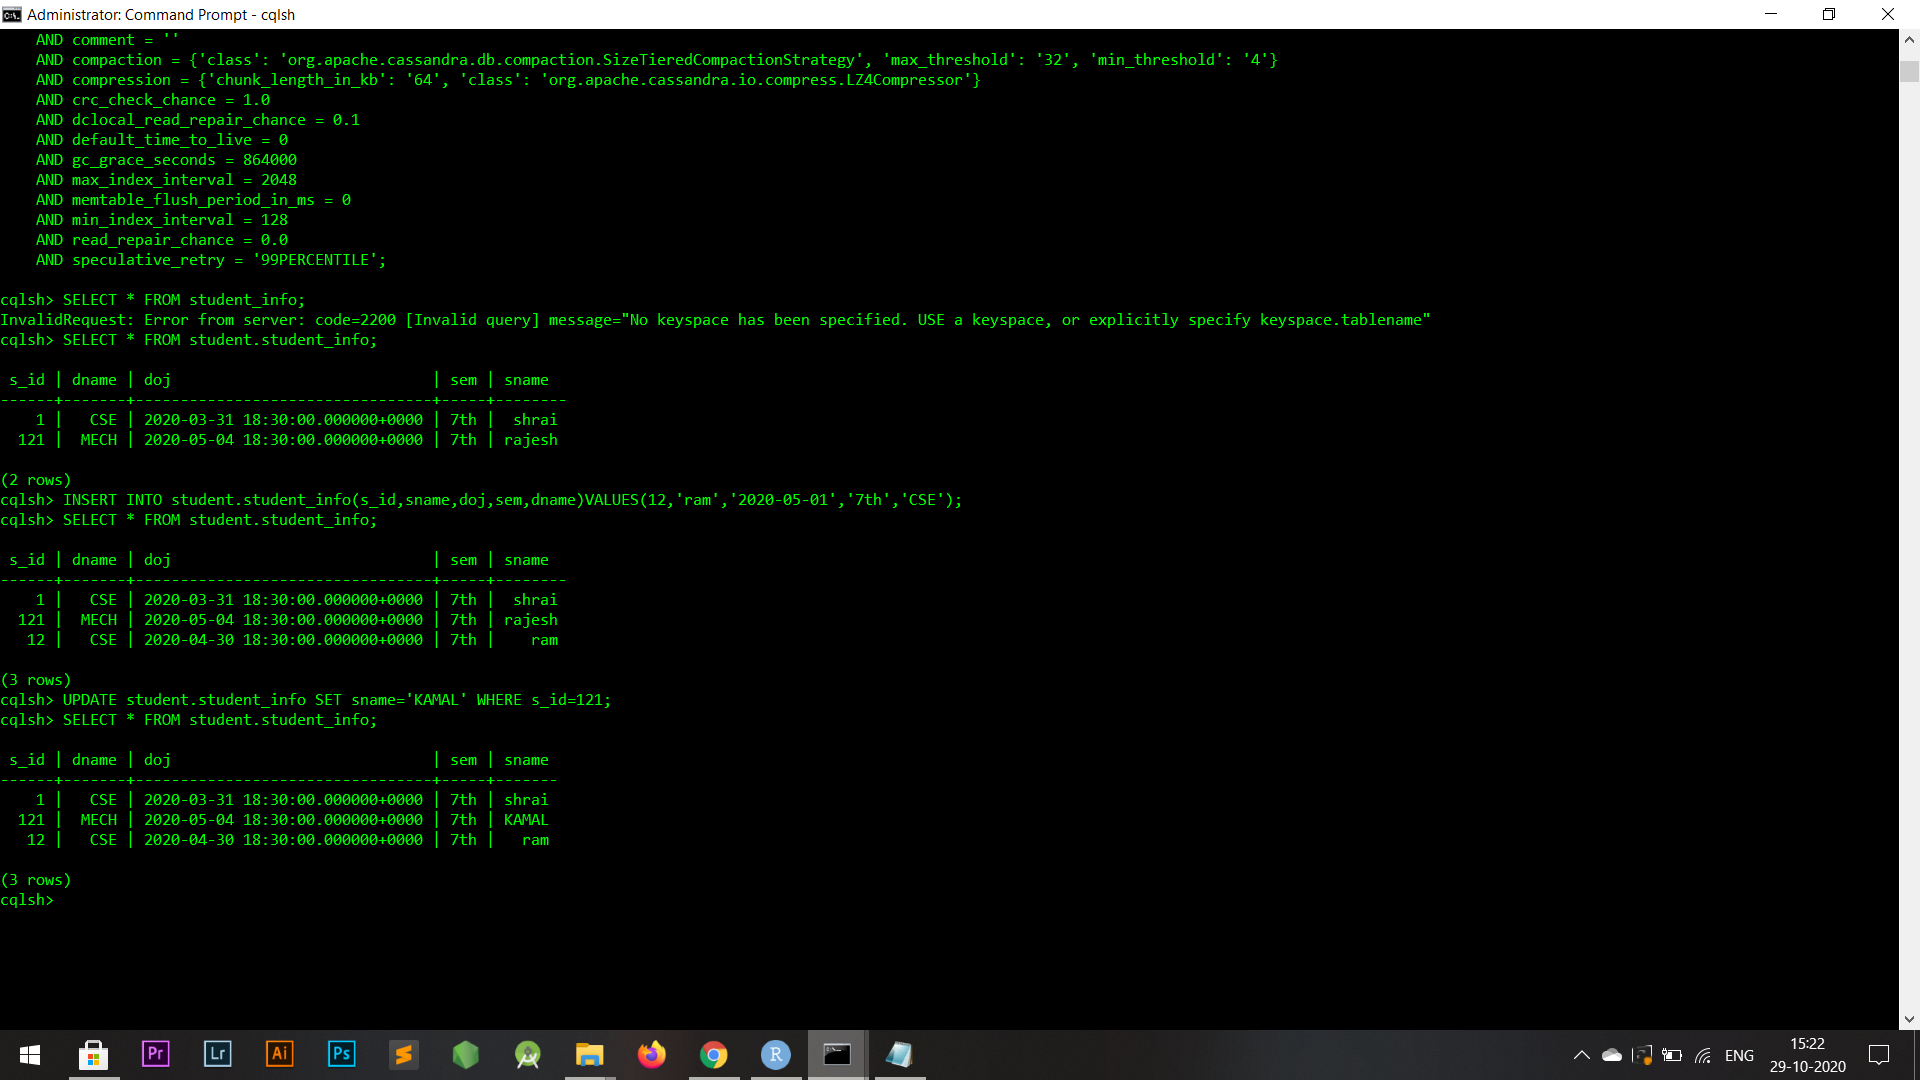 Administrator: Command Prompt - cqlsh
    AND comment = ''
    AND compaction = {'class': 'org.apache.cassandra.db.compaction.SizeTieredCompactionStrategy', 'max_threshold': '32', 'min_threshold': '4'}
    AND compression = {'chunk_length_in_kb': '64', 'class': 'org.apache.cassandra.io.compress.LZ4Compressor'}
    AND crc_check_chance = 1.0
    AND dclocal_read_repair_chance = 0.1
    AND default_time_to_live = 0
    AND gc_grace_seconds = 864000
    AND max_index_interval = 2048
    AND memtable_flush_period_in_ms = 0
    AND min_index_interval = 128
    AND read_repair_chance = 0.0
    AND speculative_retry = '99PERCENTILE';
cqlsh> SELECT * FROM student_info;
InvalidRequest: Error from server: code=2200 [Invalid query] message="No keyspace has been specified. USE a keyspace, or explicitly specify keyspace.tablename"
cqlsh> SELECT * FROM student.student_info;
 s_id | dname | doj                             | sem | sname
------+-------+---------------------------------+-----+--------
    1 |   CSE | 2020-03-31 18:30:00.000000+0000 | 7th |  shrai
  121 |  MECH | 2020-05-04 18:30:00.000000+0000 | 7th | rajesh
(2 rows)
cqlsh> INSERT INTO student.student_info(s_id,sname,doj,sem,dname)VALUES(12,'ram','2020-05-01','7th','CSE');
cqlsh> SELECT * FROM student.student_info;
 s_id | dname | doj                             | sem | sname
------+-------+---------------------------------+-----+--------
    1 |   CSE | 2020-03-31 18:30:00.000000+0000 | 7th |  shrai
  121 |  MECH | 2020-05-04 18:30:00.000000+0000 | 7th | rajesh
   12 |   CSE | 2020-04-30 18:30:00.000000+0000 | 7th |    ram
(3 rows)
cqlsh> UPDATE student.student_info SET sname='KAMAL' WHERE s_id=121;
cqlsh> SELECT * FROM student.student_info;
 s_id | dname | doj                             | sem | sname
------+-------+---------------------------------+-----+-------
    1 |   CSE | 2020-03-31 18:30:00.000000+0000 | 7th | shrai
  121 |  MECH | 2020-05-04 18:30:00.000000+0000 | 7th | KAMAL
   12 |   CSE | 2020-04-30 18:30:00.000000+0000 | 7th |   ram
(3 rows)
cqlsh>
Pr Lr Ai Ps R ENG 15:22
29-10-2020